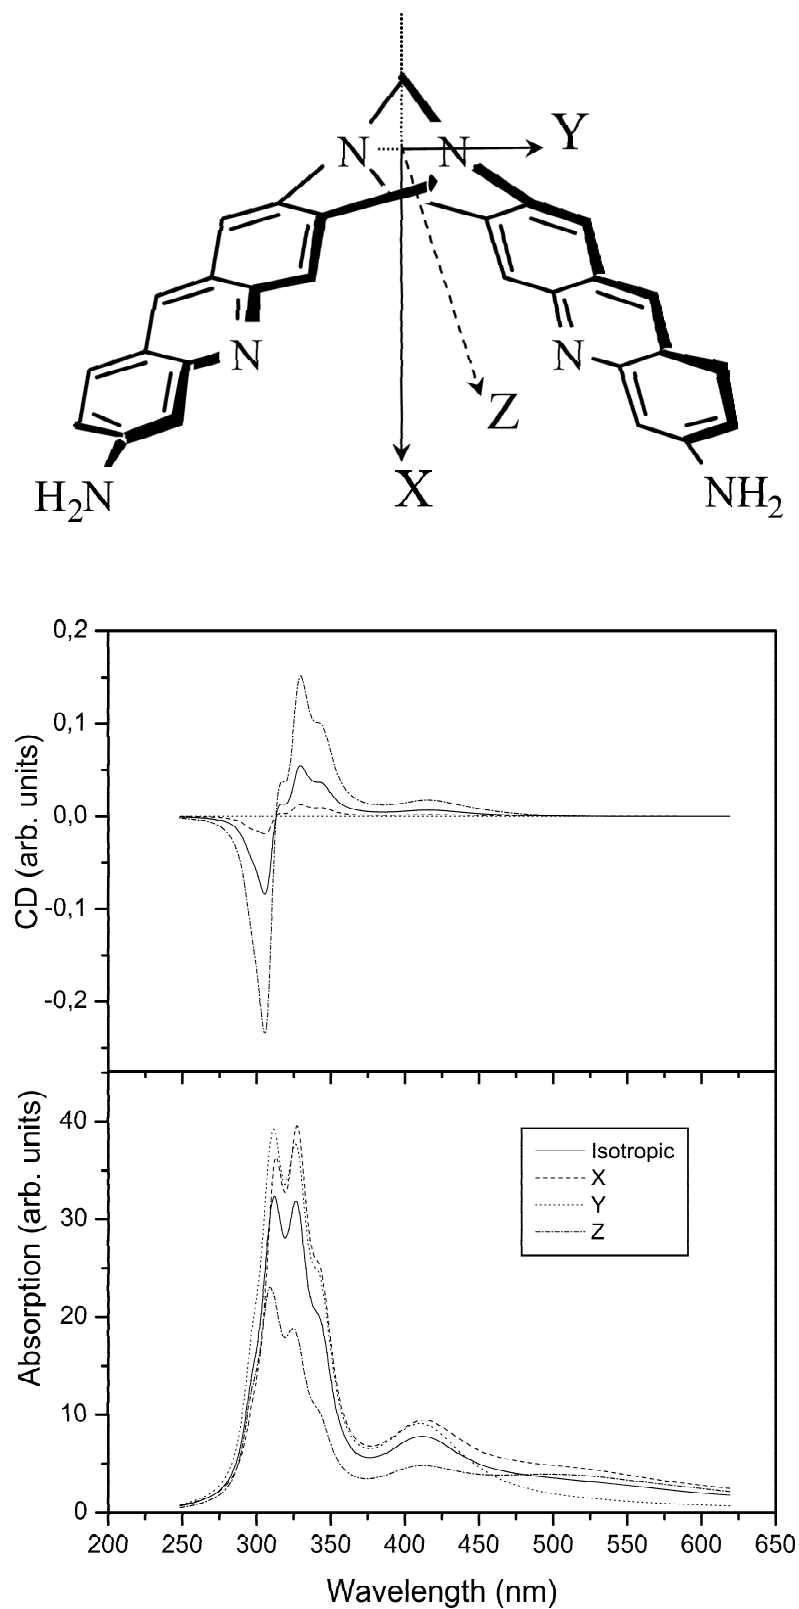 Y
N N
N N
Z
X
H2N NH2
0,2
0,1
0,0
-0,1
-0,2
CD (arb. units)
40
30
20
10
0
Absorption (arb. units)
Isotropic
X
Y
Z
200 250 300 350 400 450 500 550 600 650
Wavelength (nm)